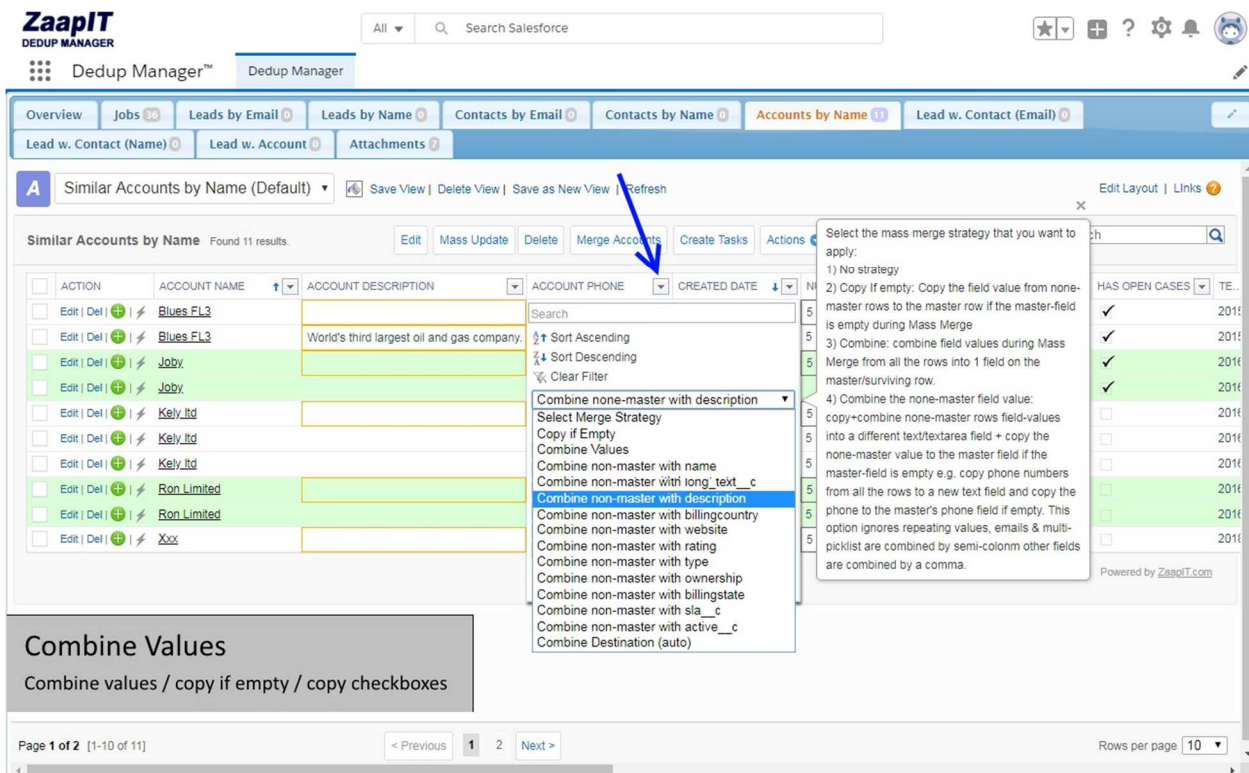 ZaapIT
DEDUP MANAGER
All
Search Salesforce
Dedup Manager™
Dedup Manager
Overview
Jobs 36
Leads by Email 0
Leads by Name 0
Contacts by Email 0
Contacts by Name 0
Accounts by Name 11
Lead w. Contact (Email) 0
Lead w. Contact (Name) 0
Lead w. Account 0
Attachments 7
A
Similar Accounts by Name (Default)
Save View | Delete View | Save as New View | Refresh
Edit Layout | LInks
Similar Accounts by Name Found 11 results.
Edit
Mass Update
Delete
Merge Accounts
Create Tasks
Actions
ACTION
ACCOUNT NAME
ACCOUNT DESCRIPTION
ACCOUNT PHONE
CREATED DATE
HAS OPEN CASES
TE...
Edit | Del | Blues FL3 5
Edit | Del | Blues FL3 World's third largest oil and gas company. 5
Edit | Del | Joby 5
Edit | Del | Joby
Edit | Del | Kely ltd 5
Edit | Del | Kely ltd 5
Edit | Del | Kely ltd
Edit | Del | Ron Limited 5
Edit | Del | Ron Limited 5
Edit | Del | Xxx 5
Search
Sort Ascending
Sort Descending
Clear Filter
Combine none-master with description
Select Merge Strategy
Copy if Empty
Combine Values
Combine non-master with name
Combine non-master with long_text__c
Combine non-master with description
Combine non-master with billingcountry
Combine non-master with website
Combine non-master with rating
Combine non-master with type
Combine non-master with ownership
Combine non-master with billingstate
Combine non-master with sla__c
Combine non-master with active__c
Combine Destination (auto)
Select the mass merge strategy that you want to
apply:
1) No strategy
2) Copy If empty: Copy the field value from none-
master rows to the master row if the master-field
is empty during Mass Merge
3) Combine: combine field values during Mass
Merge from all the rows into 1 field on the
master/surviving row.
4) Combine the none-master field value:
copy+combine none-master rows field-values
into a different text/textarea field + copy the
none-master value to the master field if the
master-field is empty e.g. copy phone numbers
from all the rows to a new text field and copy the
phone to the master's phone field if empty. This
option ignores repeating values, emails & multi-
picklist are combined by semi-colonm other fields
are combined by a comma.
Powered by ZaapIT.com
Combine Values
Combine values / copy if empty / copy checkboxes
Page 1 of 2 [1-10 of 11]
< Previous 1 2 Next >
Rows per page 10